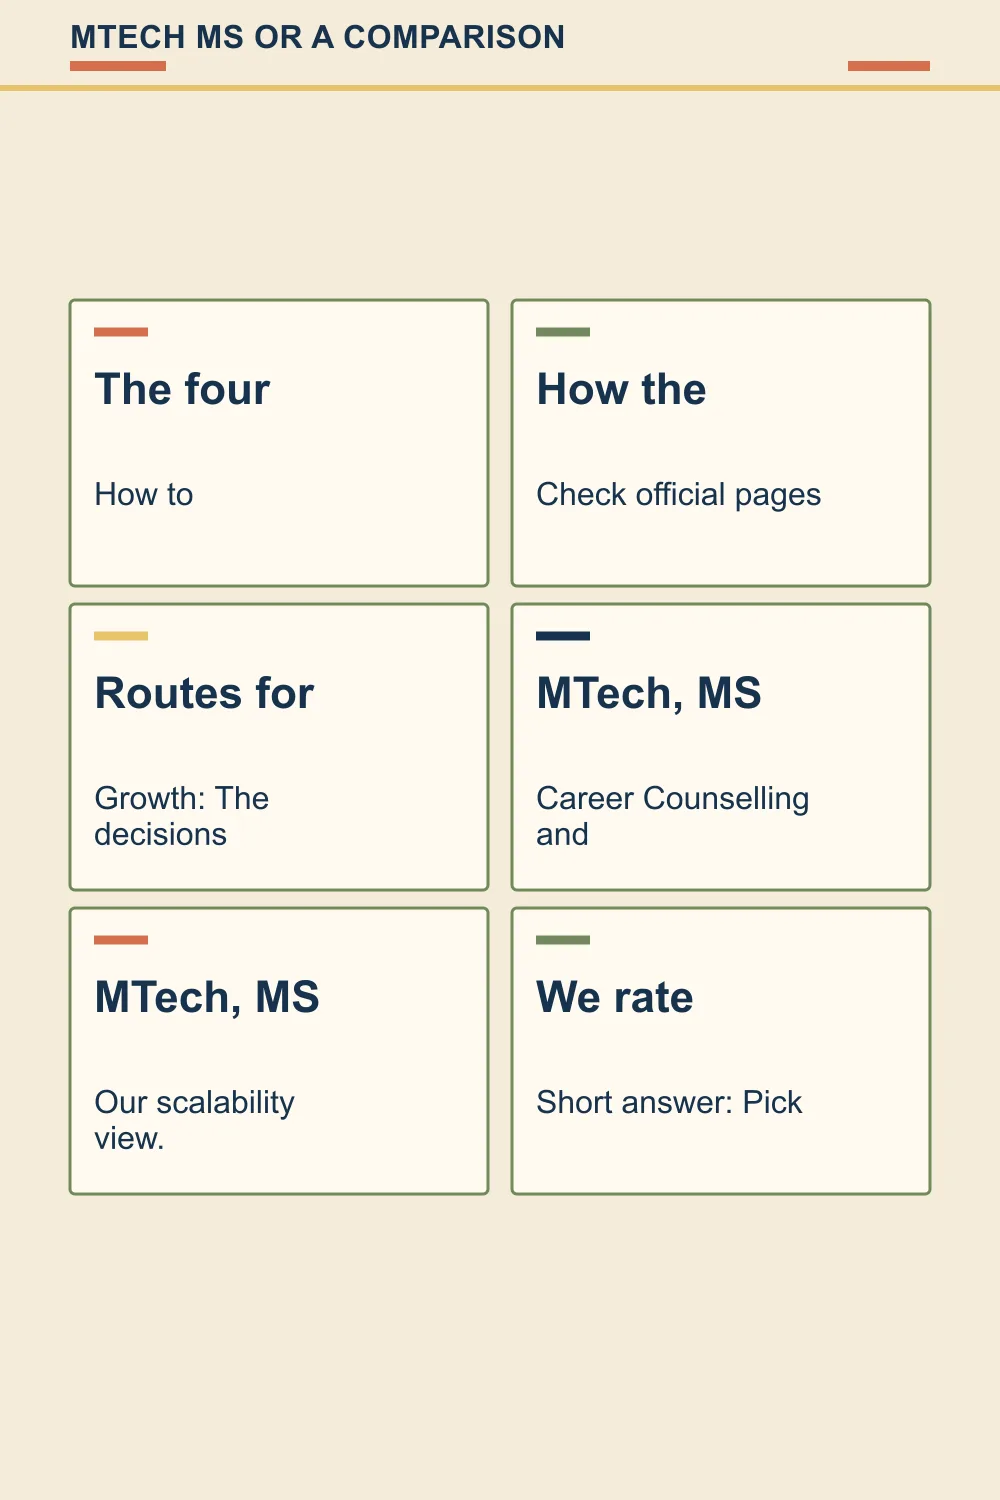 MTECH MS OR A COMPARISON
The four
How to
How the
Check official pages
Routes for
Growth: The
decisions
MTech, MS
Career Counselling
and
MTech, MS
Our scalability
view.
We rate
Short answer: Pick